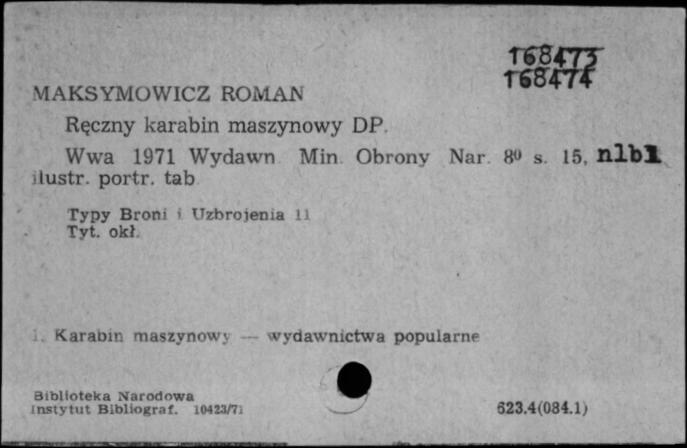 168473
168474
MAKSYMOWICZ ROMAN
Ręczny karabin maszynowy DP.
Wwa 1971 Wydawn. Min. Obrony Nar. 8⁰ s. 15, nlb1
ilustr. portr. tab.
Typy Broni i Uzbrojenia 11
Tyt. okł.
1. Karabin maszynowy — wydawnictwa popularne
Biblioteka Narodowa
Instytut Bibliograf. 10423/71
623.4(084.1)